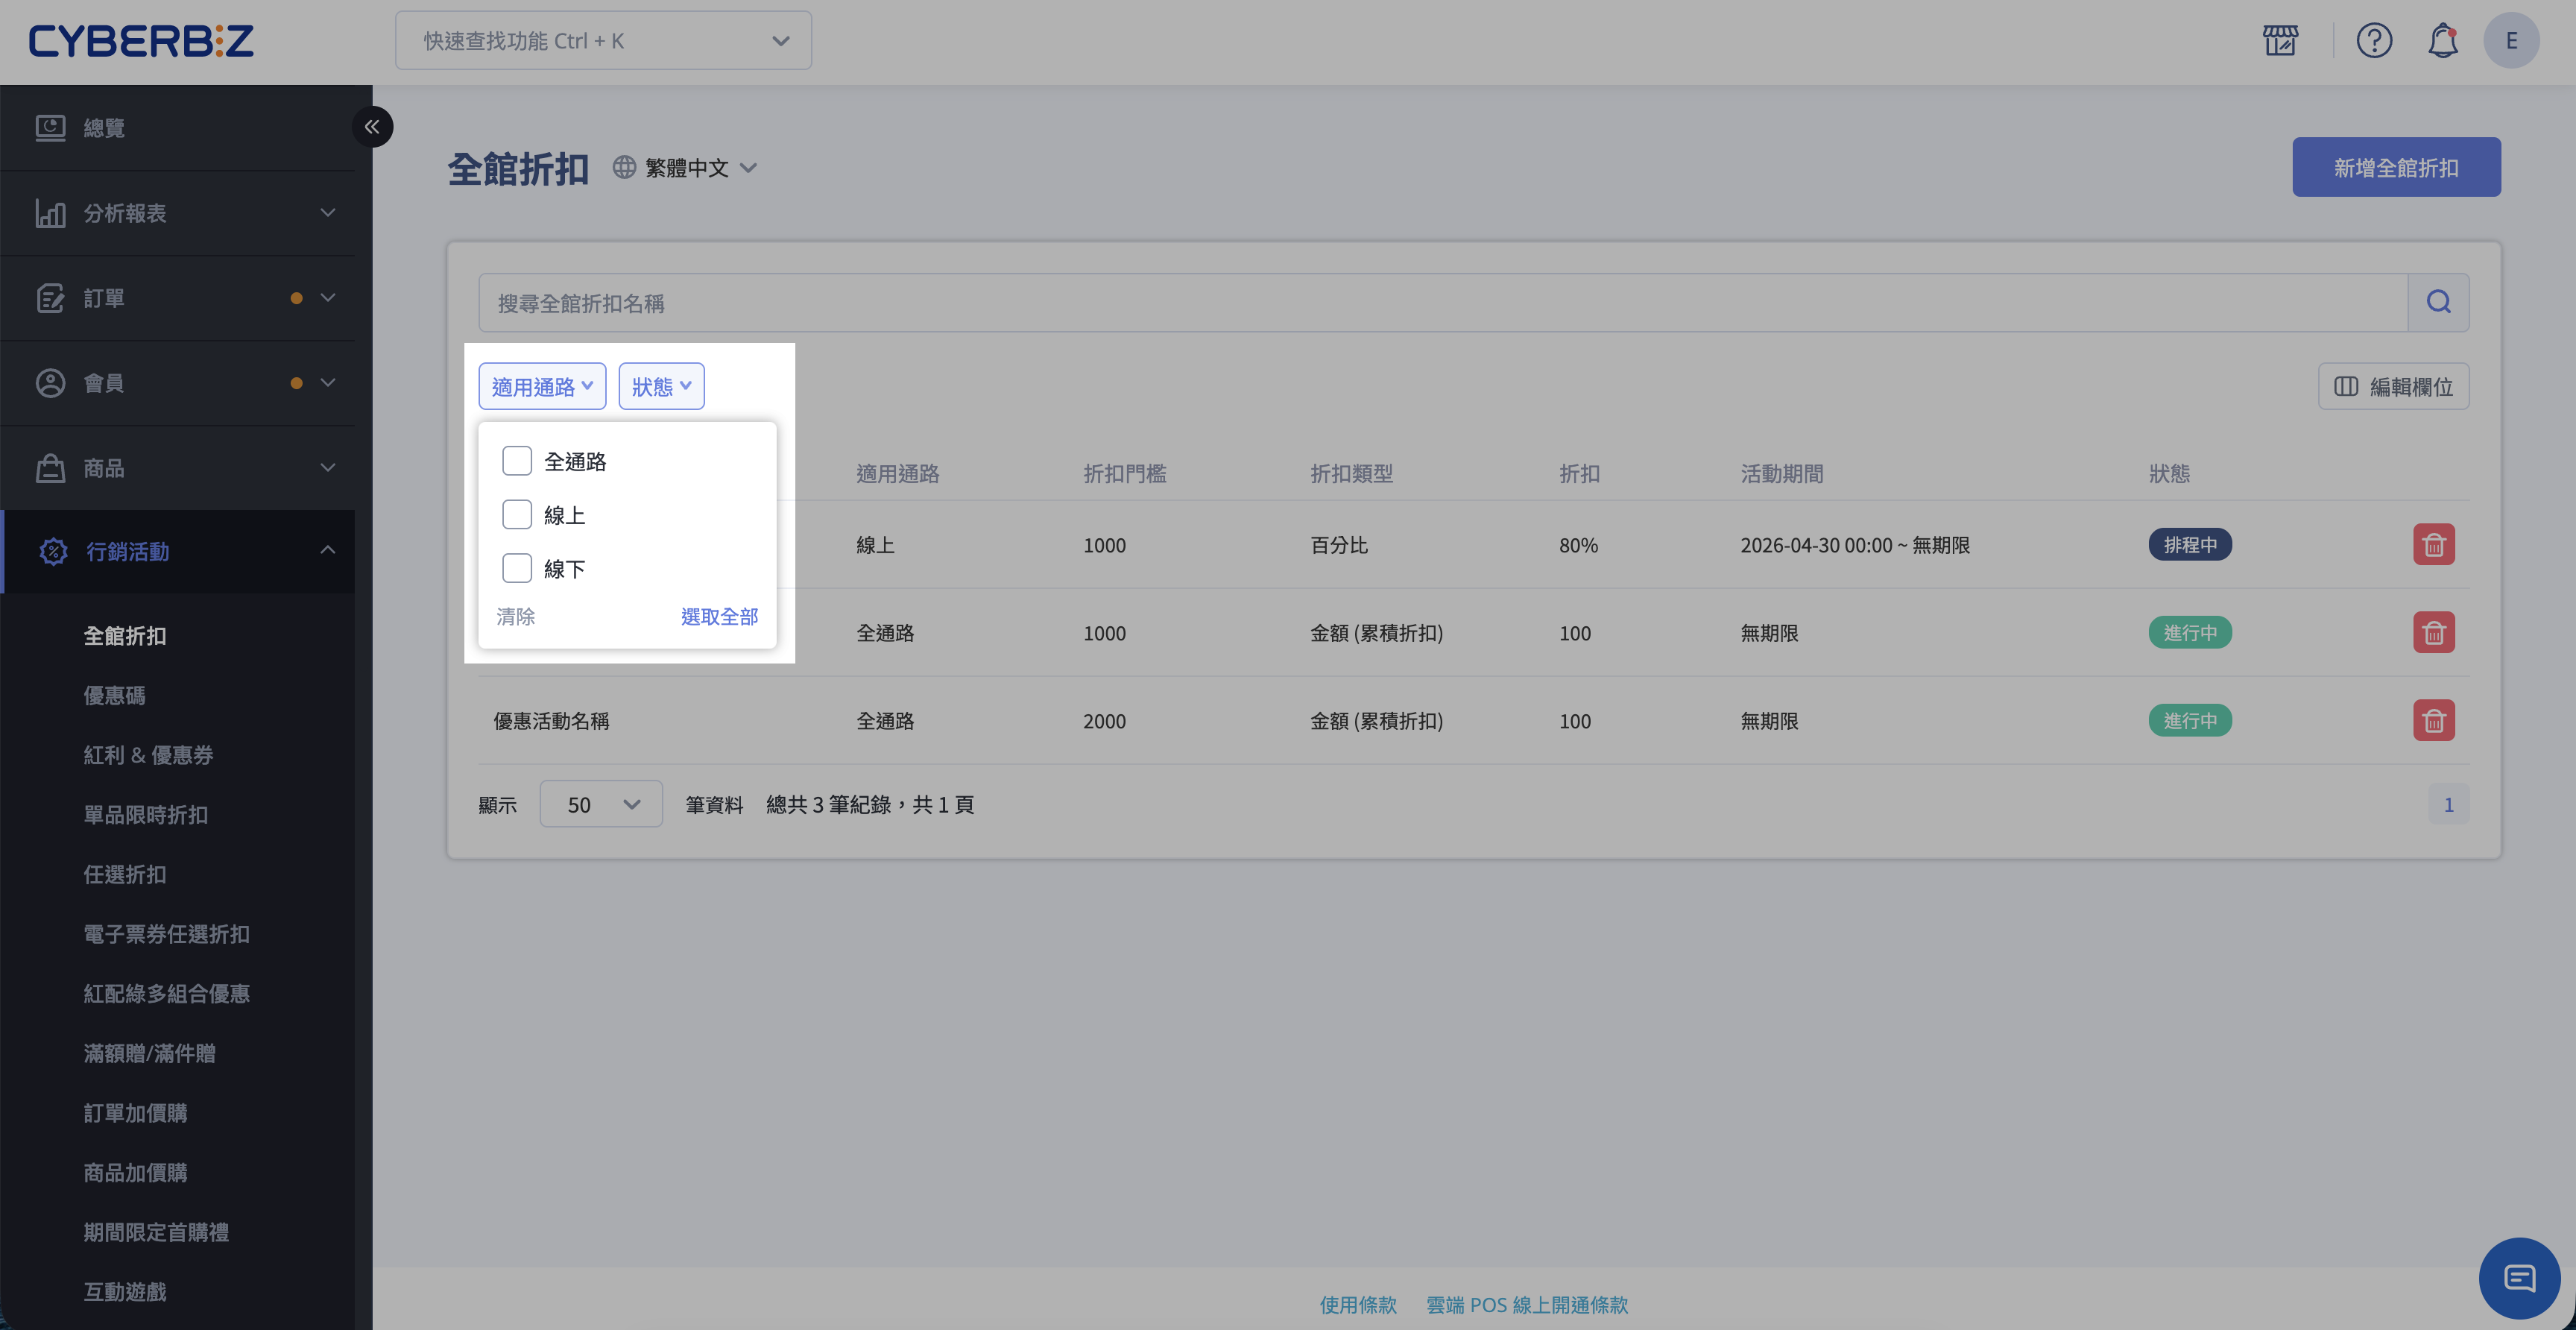 CYBERBIZ
快速查找功能 Ctrl + K
E
總覽
分析報表
訂單
會員
商品
行銷活動
全館折扣
優惠碼
紅利 & 優惠券
單品限時折扣
任選折扣
電子票券任選折扣
紅配綠多組合優惠
滿額贈/滿件贈
訂單加價購
商品加價購
期間限定首購禮
互動遊戲
全館折扣 繁體中文
新增全館折扣
搜尋全館折扣名稱
適用通路 狀態
編輯欄位
全通路
線上
線下
清除 選取全部
適用通路 折扣門檻 折扣類型 折扣 活動期間 狀態
線上 1000 百分比 80% 2026-04-30 00:00 ~ 無期限 排程中
全通路 1000 金額 (累積折扣) 100 無期限 進行中
優惠活動名稱 全通路 2000 金額 (累積折扣) 100 無期限 進行中
顯示 50 筆資料 總共 3 筆紀錄，共 1 頁
1
使用條款 雲端 POS 線上開通條款